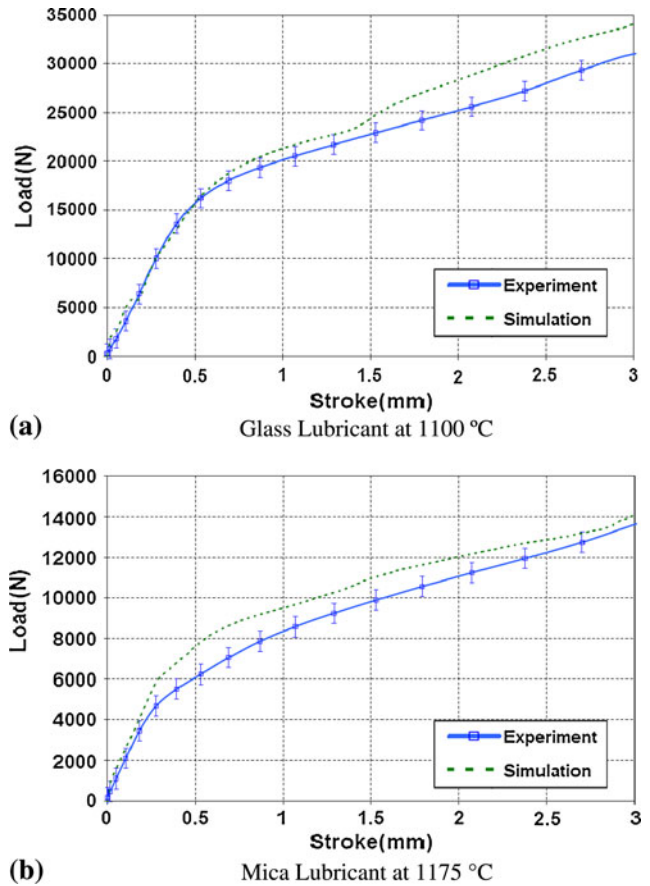 35000
30000
25000
20000
15000
10000
5000
0
Load(N)
Experiment
Simulation
0 0.5 1 1.5 2 2.5 3
Stroke(mm)
(a) Glass Lubricant at 1100 ºC
16000
14000
12000
10000
8000
6000
4000
2000
0
Load(N)
Experiment
Simulation
0 0.5 1 1.5 2 2.5 3
Stroke(mm)
(b) Mica Lubricant at 1175 °C